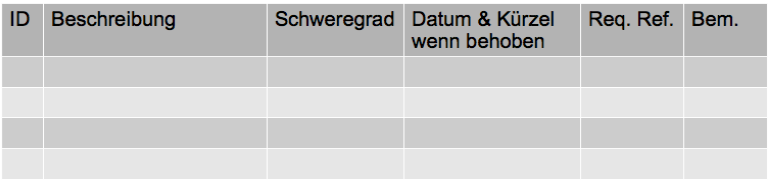 ID Beschreibung Schweregrad Datum & Kürzel Req. Ref. Bem.
wenn behoben